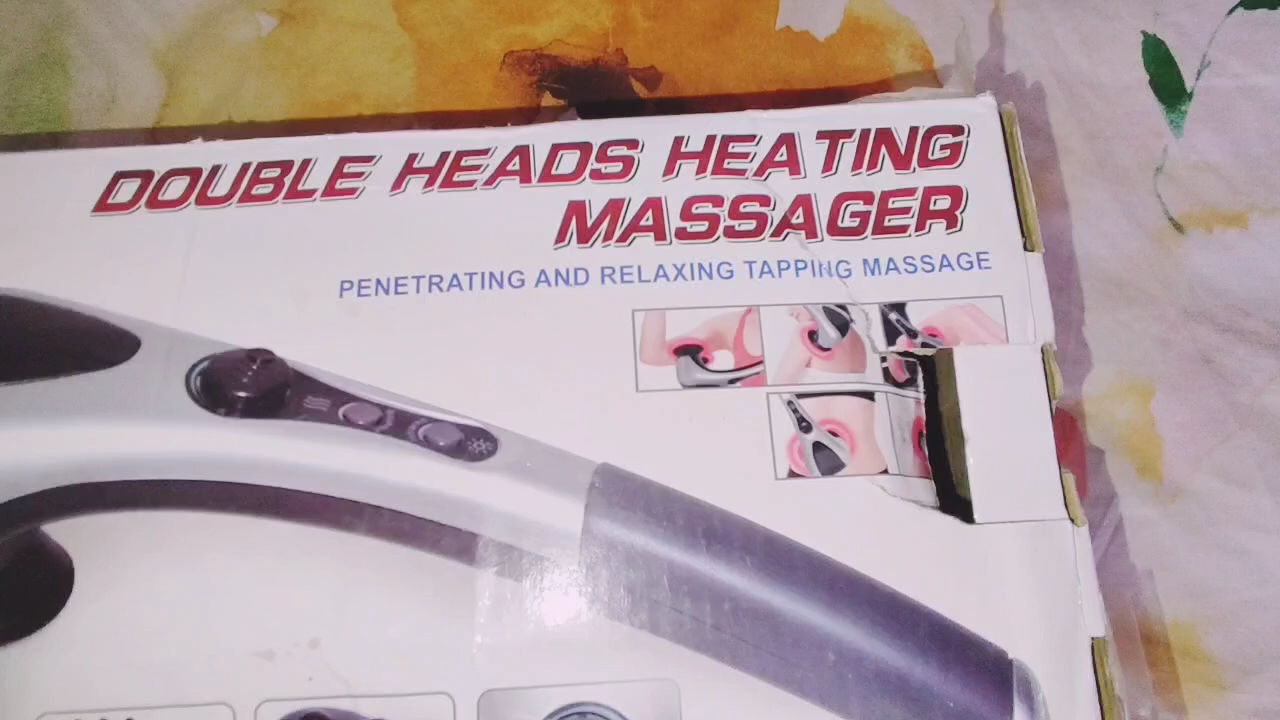 DOUBLE HEADS HEATING
MASSAGER
PENETRATING AND RELAXING TAPPING MASSAGE